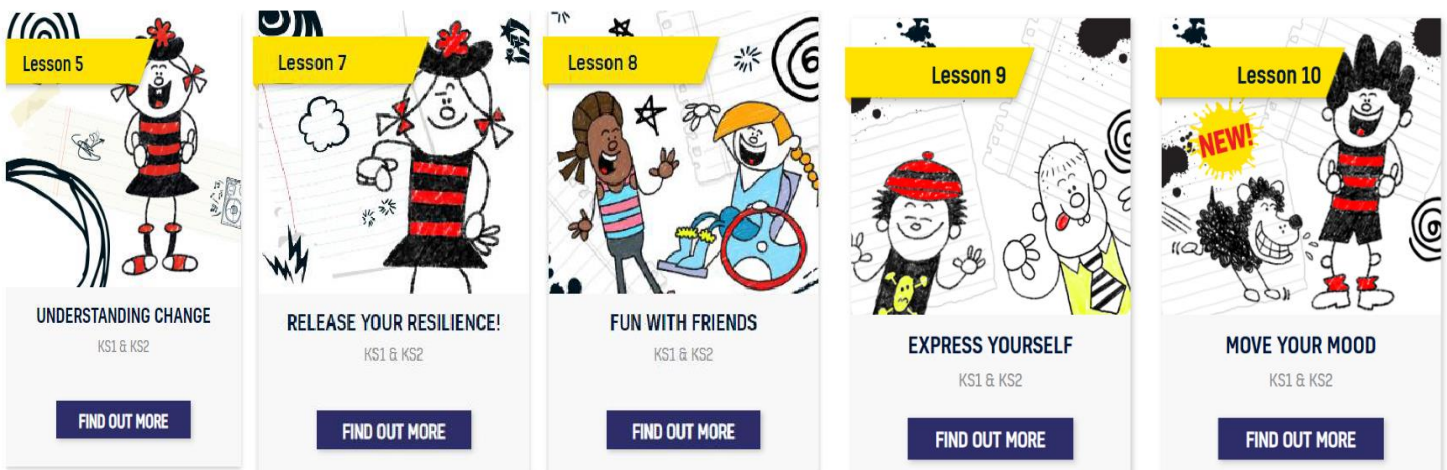 Lesson 5
UNDERSTANDING CHANGE
KS1 & KS2
FIND OUT MORE
Lesson 7
RELEASE YOUR RESILIENCE!
KS1 & KS2
FIND OUT MORE
Lesson 8
FUN WITH FRIENDS
KS1 & KS2
FIND OUT MORE
Lesson 9
EXPRESS YOURSELF
KS1 & KS2
FIND OUT MORE
Lesson 10
NEW!
MOVE YOUR MOOD
KS1 & KS2
FIND OUT MORE